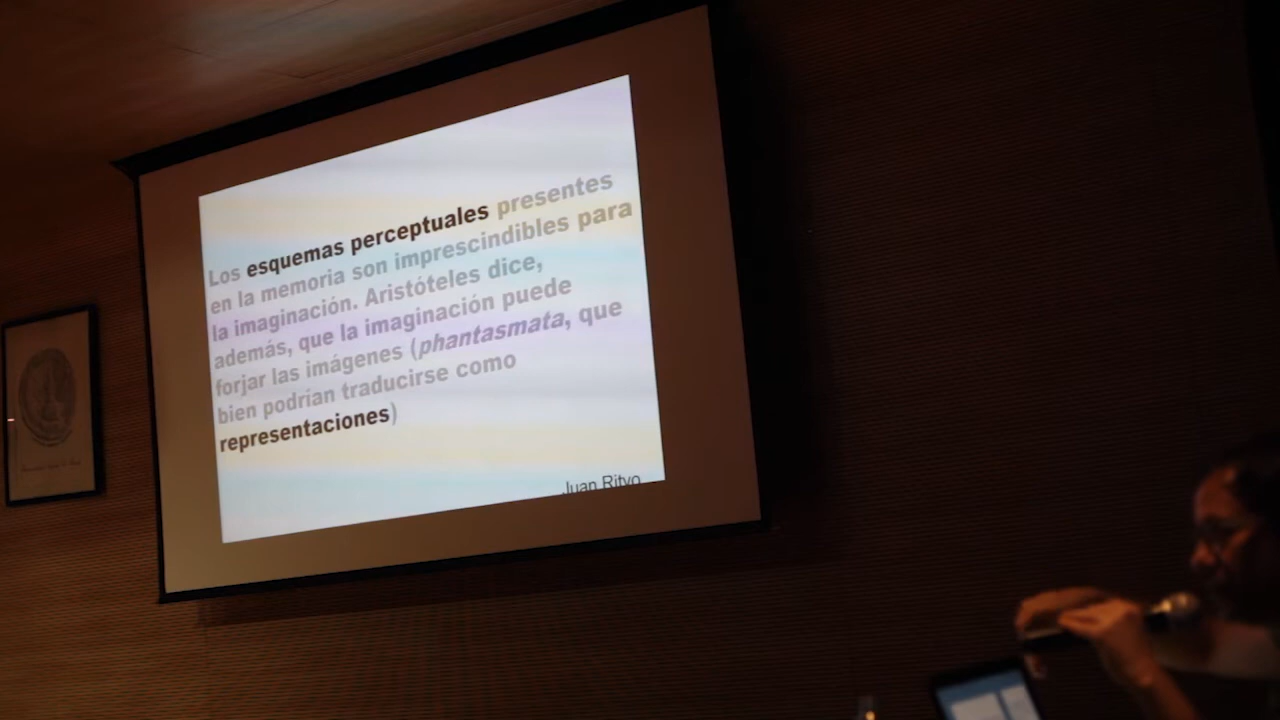 Los esquemas perceptuales presentes
en la memoria son imprescindibles para
la imaginación. Aristóteles dice,
además, que la imaginación puede
forjar las imágenes (phantasmata, que
bien podrían traducirse como
representaciones)
Juan Ritvo